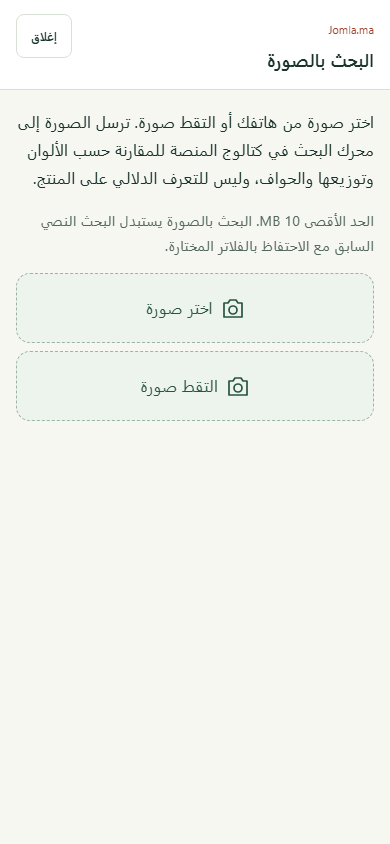 Jomla.ma
إغلاق
البحث بالصورة
اختر صورة من هاتفك أو التقط صورة. ترسل الصورة إلى
محرك البحث في كتالوج المنصة للمقارنة حسب الألوان
وتوزيعها والحواف، وليس للتعرف الدلالي على المنتج.
الحد الأقصى 10 MB. البحث بالصورة يستبدل البحث النصي
السابق مع الاحتفاظ بالفلاتر المختارة.
اختر صورة
التقط صورة